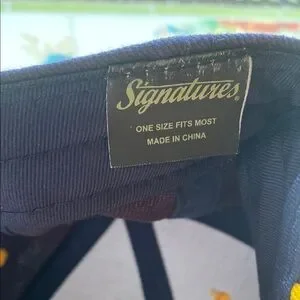 Signatures®
ONE SIZE FITS MOST
MADE IN CHINA